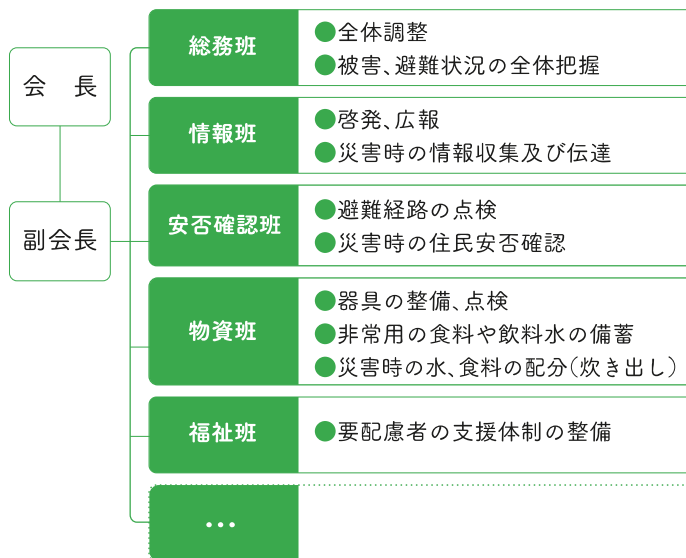 会　長
副会長
総務班
●全体調整
●被害、避難状況の全体把握
情報班
●啓発、広報
●災害時の情報収集及び伝達
安否確認班
●避難経路の点検
●災害時の住民安否確認
物資班
●器具の整備、点検
●非常用の食料や飲料水の備蓄
●災害時の水、食料の配分(炊き出し)
福祉班
●要配慮者の支援体制の整備
…